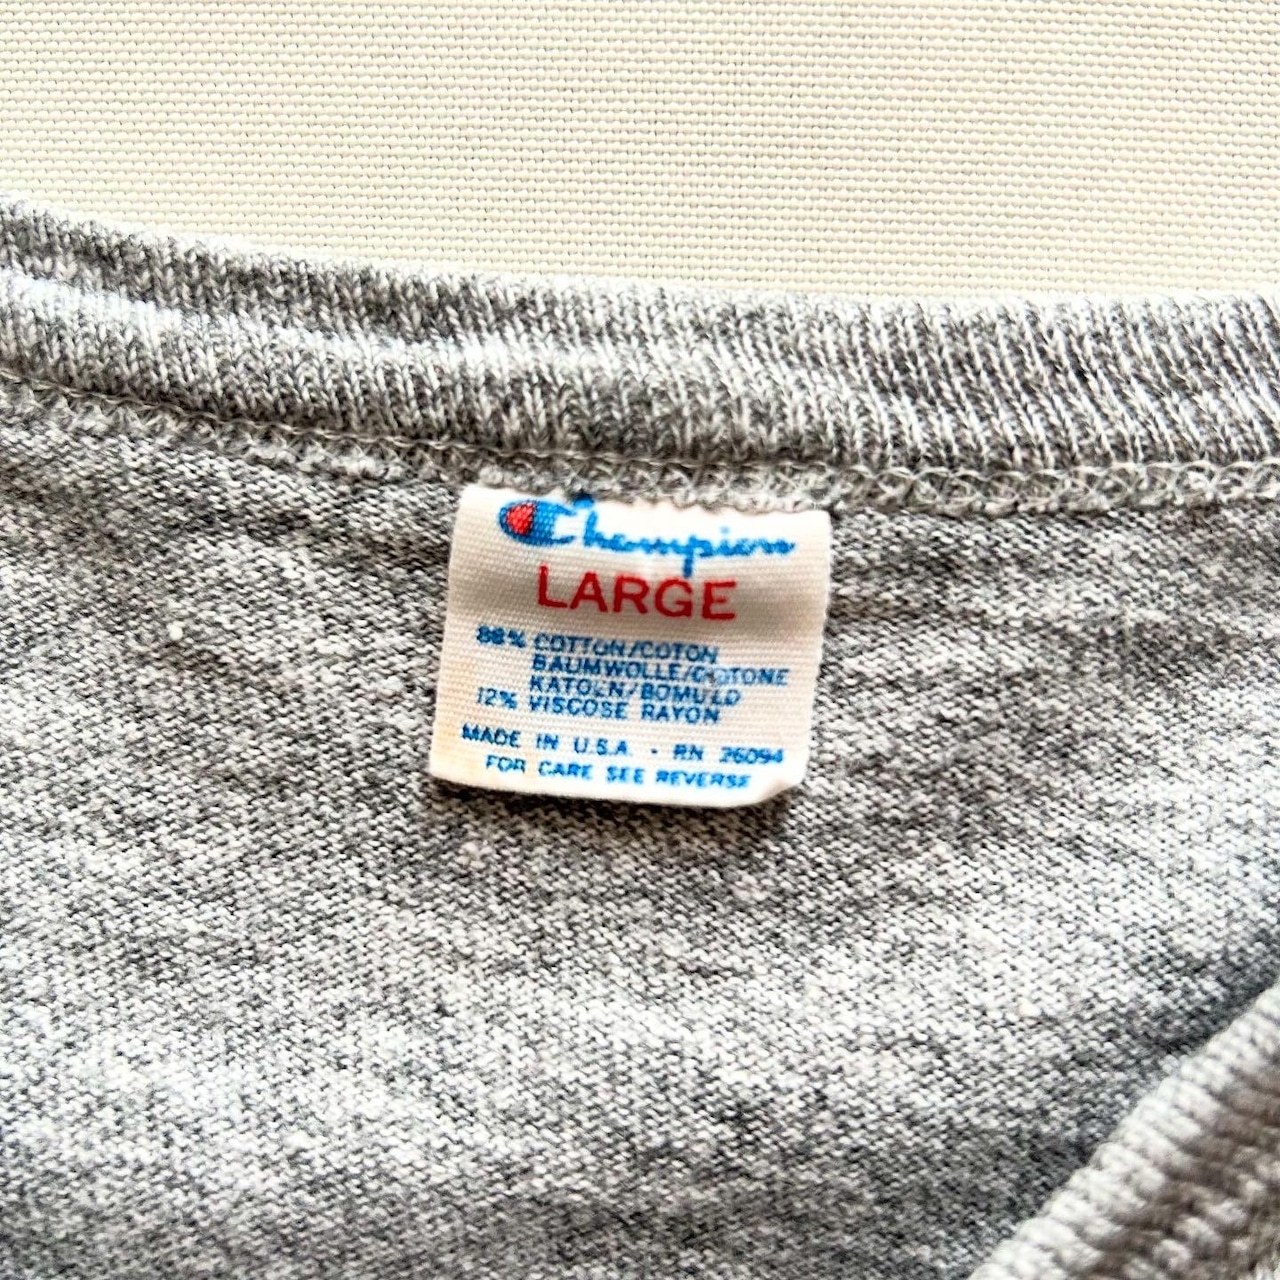 Champion
LARGE
88% COTTON/COTON
BAUMWOLLE/COTONE
KATOEN/BOMULD
12% VISCOSE RAYON
MADE IN U.S.A. · RN 26094
FOR CARE SEE REVERSE